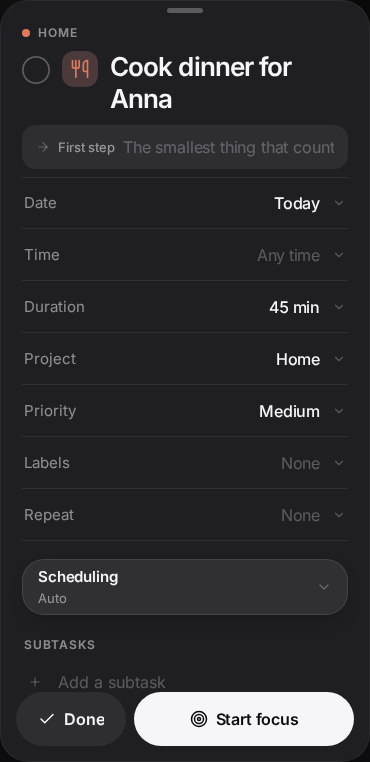 HOME
Cook dinner for
Anna
First step The smallest thing that count
Date Today
Time Any time
Duration 45 min
Project Home
Priority Medium
Labels None
Repeat None
Scheduling
Auto
SUBTASKS
+ Add a subtask
Done Start focus